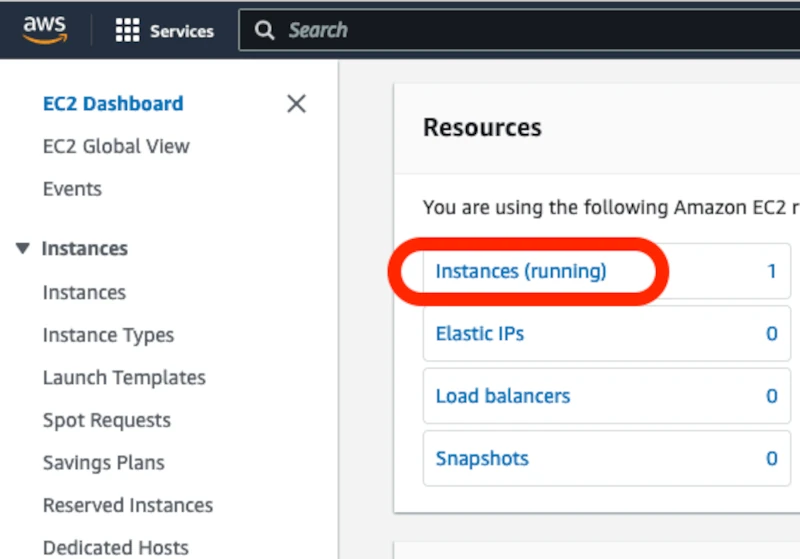 aws
Services
Search
EC2 Dashboard
EC2 Global View
Events
Instances
Instances
Instance Types
Launch Templates
Spot Requests
Savings Plans
Reserved Instances
Dedicated Hosts
Resources
You are using the following Amazon EC2 r
Instances (running) 1
Elastic IPs 0
Load balancers 0
Snapshots 0